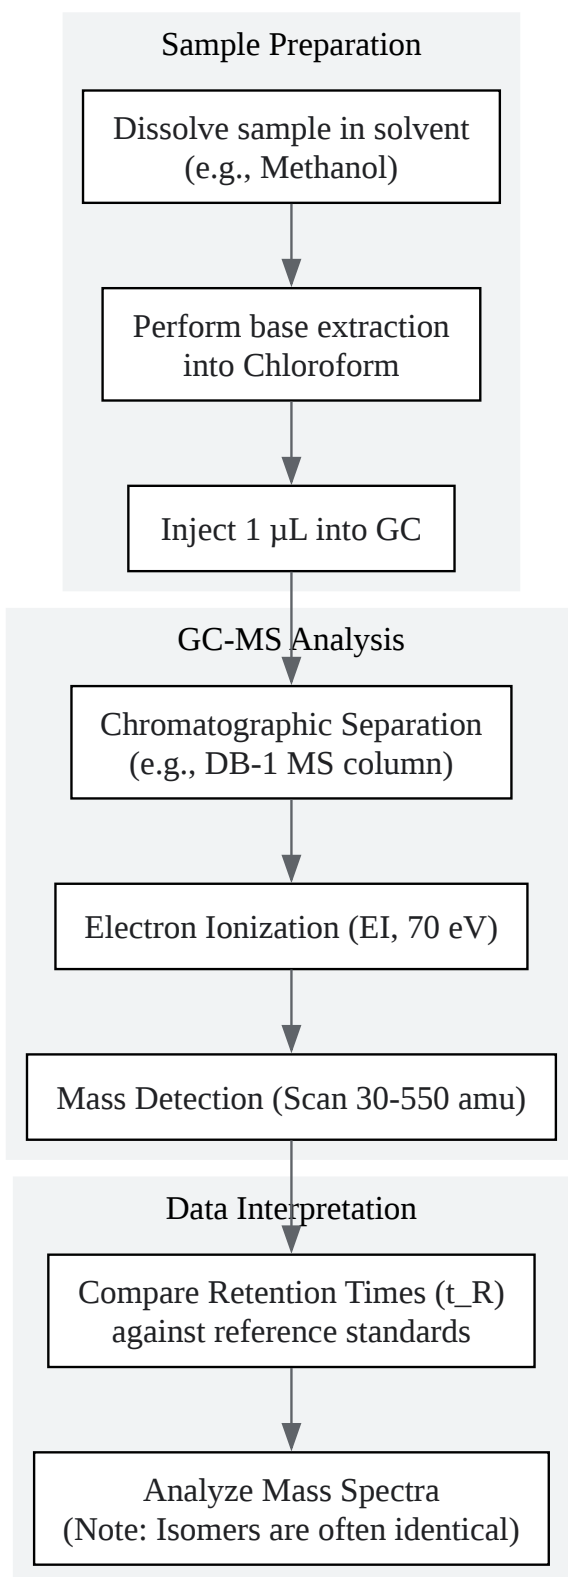 Sample Preparation
Dissolve sample in solvent
(e.g., Methanol)
Perform base extraction
into Chloroform
Inject 1 µL into GC
GC-MS Analysis
Chromatographic Separation
(e.g., DB-1 MS column)
Electron Ionization (EI, 70 eV)
Mass Detection (Scan 30-550 amu)
Data Interpretation
Compare Retention Times (t_R)
against reference standards
Analyze Mass Spectra
(Note: Isomers are often identical)